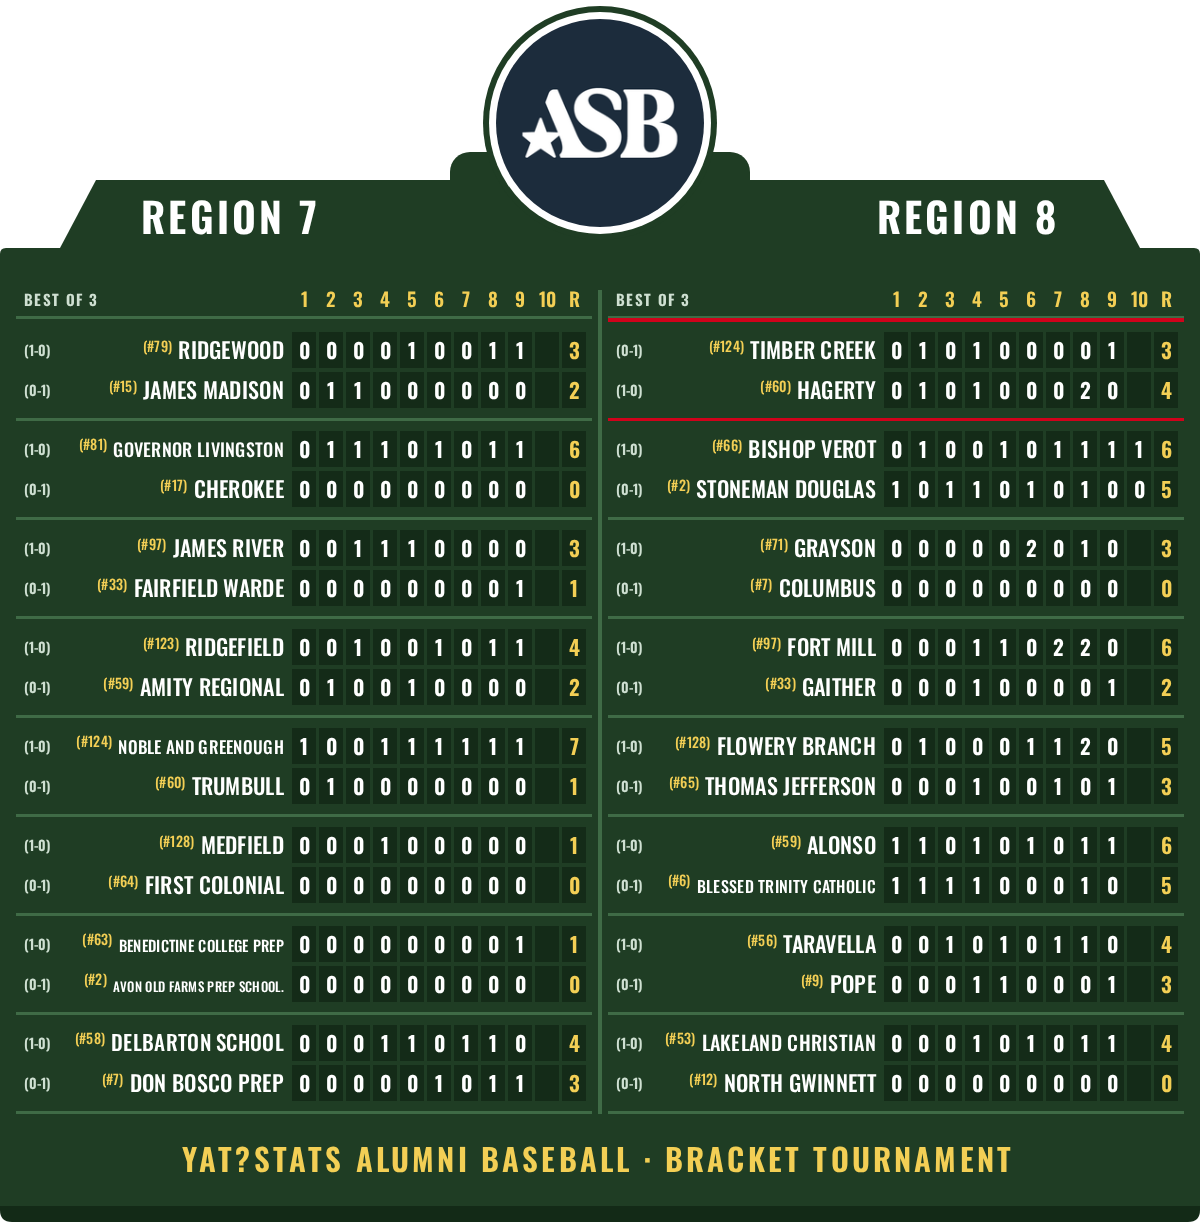 ASB
REGION 7
REGION 8
BEST OF 3 1 2 3 4 5 6 7 8 9 10 R
(1-0) (#79) RIDGEWOOD 0 0 0 0 1 0 0 1 1 3
(0-1) (#15) JAMES MADISON 0 1 1 0 0 0 0 0 0 2
(1-0) (#81) GOVERNOR LIVINGSTON 0 1 1 1 0 1 0 1 1 6
(0-1) (#17) CHEROKEE 0 0 0 0 0 0 0 0 0 0
(1-0) (#97) JAMES RIVER 0 0 1 1 1 0 0 0 0 3
(0-1) (#33) FAIRFIELD WARDE 0 0 0 0 0 0 0 0 1 1
(1-0) (#123) RIDGEFIELD 0 0 1 0 0 1 0 1 1 4
(0-1) (#59) AMITY REGIONAL 0 1 0 0 1 0 0 0 0 2
(1-0) (#124) NOBLE AND GREENOUGH 1 0 0 1 1 1 1 1 1 7
(0-1) (#60) TRUMBULL 0 1 0 0 0 0 0 0 0 1
(1-0) (#128) MEDFIELD 0 0 0 1 0 0 0 0 0 1
(0-1) (#64) FIRST COLONIAL 0 0 0 0 0 0 0 0 0 0
(1-0) (#63) BENEDICTINE COLLEGE PREP 0 0 0 0 0 0 0 0 1 1
(0-1) (#2) AVON OLD FARMS PREP SCHOOL. 0 0 0 0 0 0 0 0 0 0
(1-0) (#58) DELBARTON SCHOOL 0 0 0 1 1 0 1 1 0 4
(0-1) (#7) DON BOSCO PREP 0 0 0 0 0 1 0 1 1 3
BEST OF 3 1 2 3 4 5 6 7 8 9 10 R
(0-1) (#124) TIMBER CREEK 0 1 0 1 0 0 0 0 1 3
(1-0) (#60) HAGERTY 0 1 0 1 0 0 0 2 0 4
(1-0) (#66) BISHOP VEROT 0 1 0 0 1 0 1 1 1 1 6
(0-1) (#2) STONEMAN DOUGLAS 1 0 1 1 0 1 0 1 0 0 5
(1-0) (#71) GRAYSON 0 0 0 0 0 2 0 1 0 3
(0-1) (#7) COLUMBUS 0 0 0 0 0 0 0 0 0 0
(1-0) (#97) FORT MILL 0 0 0 1 1 0 2 2 0 6
(0-1) (#33) GAITHER 0 0 0 1 0 0 0 0 1 2
(1-0) (#128) FLOWERY BRANCH 0 1 0 0 0 1 1 2 0 5
(0-1) (#65) THOMAS JEFFERSON 0 0 0 1 0 0 1 0 1 3
(1-0) (#59) ALONSO 1 1 0 1 0 1 0 1 1 6
(0-1) (#6) BLESSED TRINITY CATHOLIC 1 1 1 1 0 0 0 1 0 5
(1-0) (#56) TARAVELLA 0 0 1 0 1 0 1 1 0 4
(0-1) (#9) POPE 0 0 0 1 1 0 0 0 1 3
(1-0) (#53) LAKELAND CHRISTIAN 0 0 0 1 0 1 0 1 1 4
(0-1) (#12) NORTH GWINNETT 0 0 0 0 0 0 0 0 0 0
YAT?STATS ALUMNI BASEBALL · BRACKET TOURNAMENT